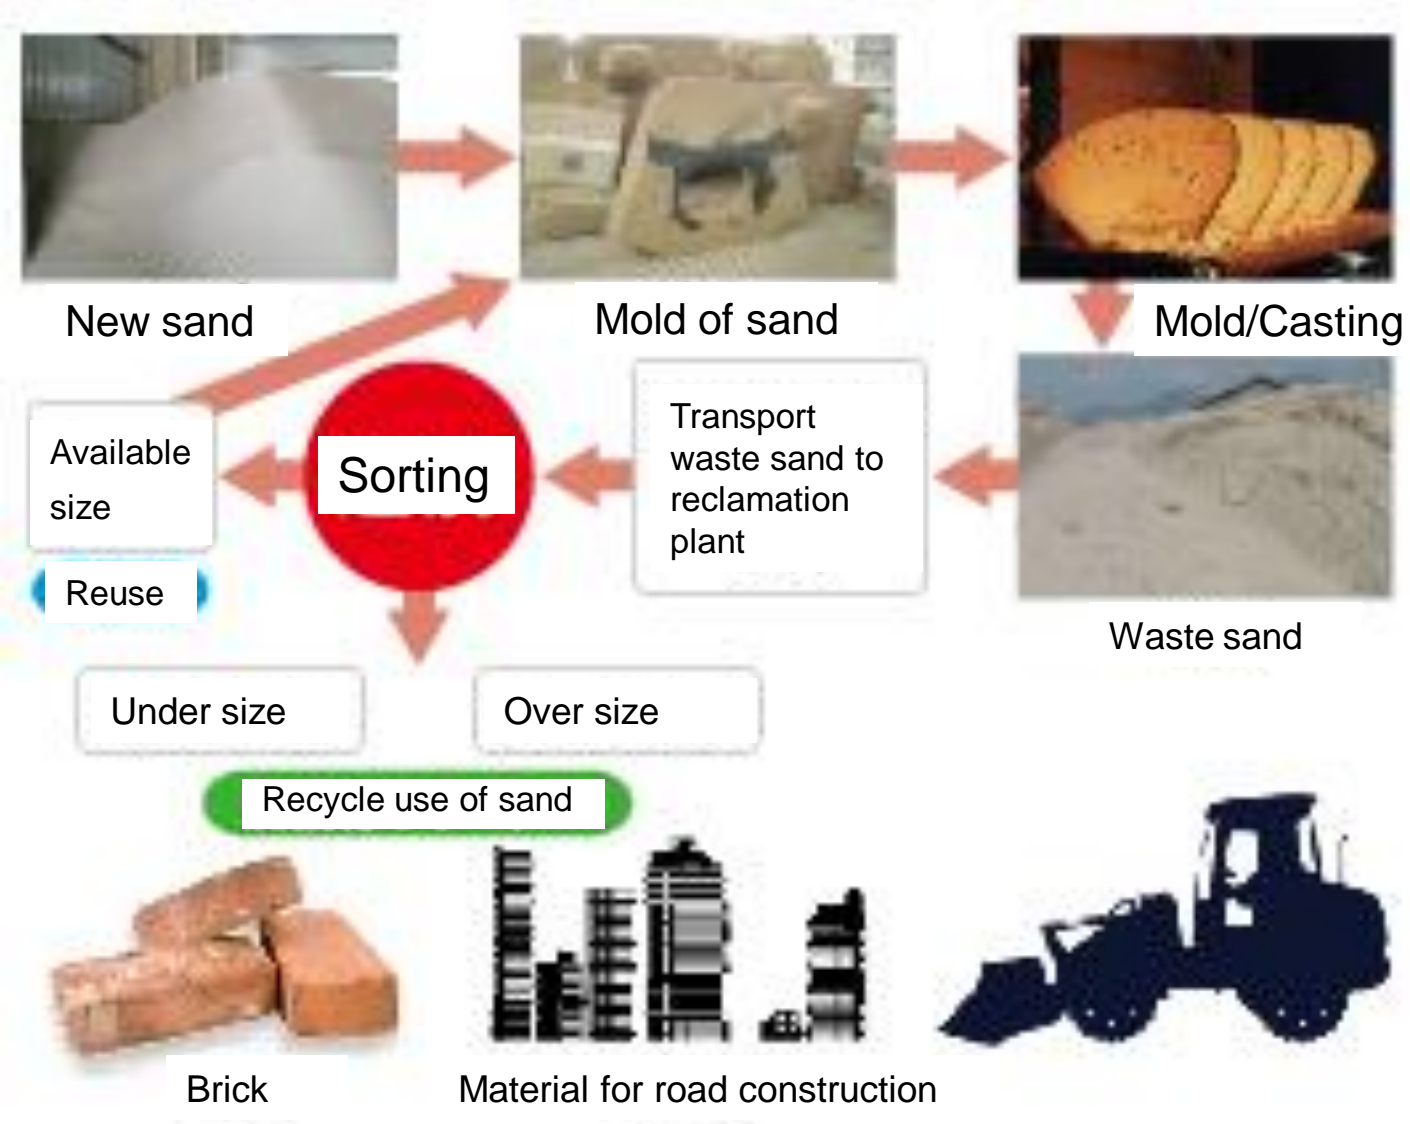 New sand
Mold of sand
Mold/Casting
Available
size
Sorting
Transport
waste sand to
reclamation
plant
Reuse
Waste sand
Under size
Over size
Recycle use of sand
Brick
Material for road construction